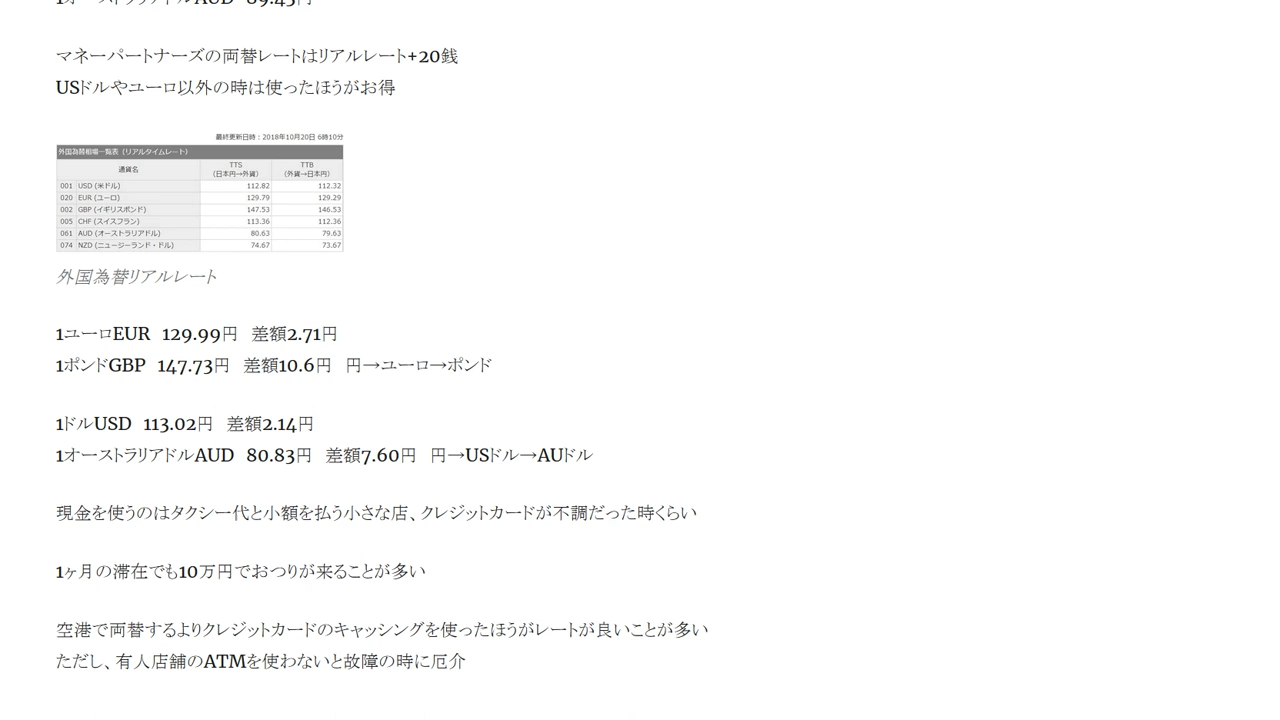 1オーストラリアドルAUD 89.43円
マネーパートナーズの両替レートはリアルレート+20銭
USドルやユーロ以外の時は使ったほうがお得
最終更新日時：2018年10月20日 6時10分
外国為替相場一覧表（リアルタイムレート）
通貨名 TTS（日本円→外貨） TTB（外貨→日本円）
001 USD (米ドル) 112.82 112.32
020 EUR (ユーロ) 129.79 129.29
002 GBP (イギリスポンド) 147.53 146.53
005 CHF (スイスフラン) 113.36 112.36
061 AUD (オーストラリアドル) 80.63 79.63
074 NZD (ニュージーランド・ドル) 74.67 73.67
外国為替リアルレート
1ユーロEUR 129.99円 差額2.71円
1ポンドGBP 147.73円 差額10.6円 円→ユーロ→ポンド
1ドルUSD 113.02円 差額2.14円
1オーストラリアドルAUD 80.83円 差額7.60円 円→USドル→AUドル
現金を使うのはタクシー代と小額を払う小さな店、クレジットカードが不調だった時くらい
1ヶ月の滞在でも10万円でおつりが来ることが多い
空港で両替するよりクレジットカードのキャッシングを使ったほうがレートが良いことが多い
ただし、有人店舗のATMを使わないと故障の時に厄介